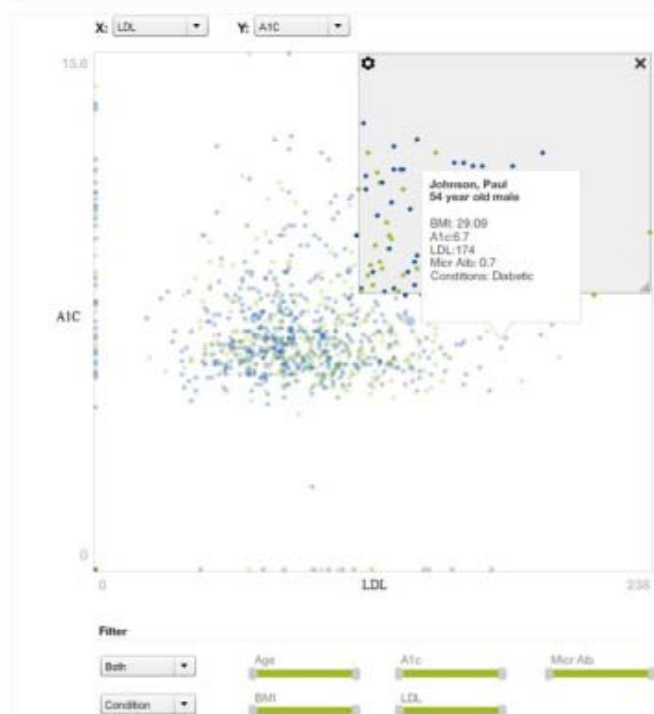 X: LDL Y: A1C
15.6
Johnson, Paul
54 year old male
BMI: 29.09
A1c:6.7
LDL:174
Micr Alb: 0.7
Conditions: Diabetic
A1C
0
0 LDL 238
Filter
Both Age A1c Micr Alb
Condition BMI LDL